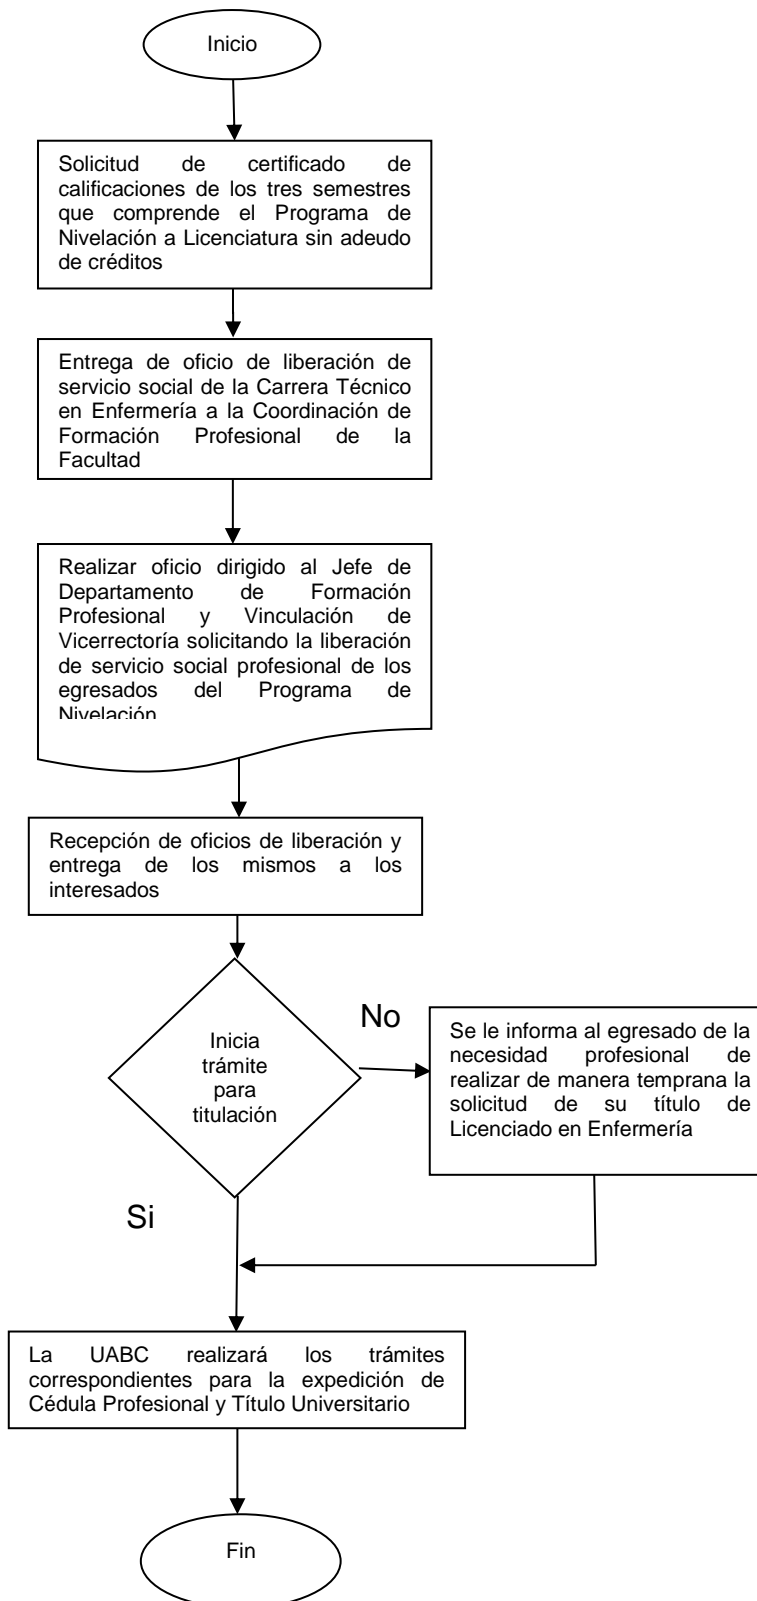 Inicio
Solicitud de certificado de
calificaciones de los tres semestres
que comprende el Programa de
Nivelación a Licenciatura sin adeudo
de créditos
Entrega de oficio de liberación de
servicio social de la Carrera Técnico
en Enfermería a la Coordinación de
Formación Profesional de la
Facultad
Realizar oficio dirigido al Jefe de
Departamento de Formación
Profesional y Vinculación de
Vicerrectoría solicitando la liberación
de servicio social profesional de los
egresados del Programa de
Nivelación
Recepción de oficios de liberación y
entrega de los mismos a los
interesados
Inicia
trámite
para
titulación
No
Se le informa al egresado de la
necesidad profesional de
realizar de manera temprana la
solicitud de su título de
Licenciado en Enfermería
Si
La UABC realizará los trámites
correspondientes para la expedición de
Cédula Profesional y Título Universitario
Fin